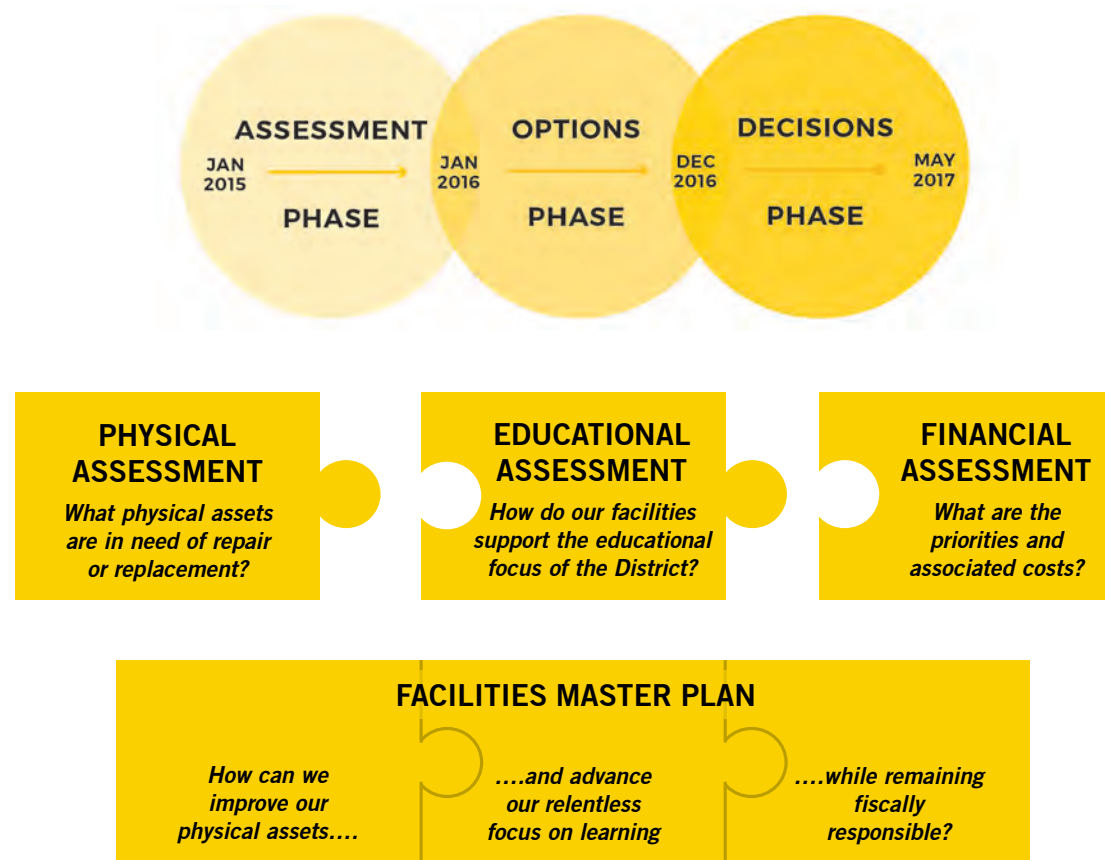 ASSESSMENT
JAN
2015
PHASE
JAN
2016
OPTIONS
PHASE
DEC
2016
DECISIONS
PHASE
MAY
2017
PHYSICAL
ASSESSMENT
What physical assets
are in need of repair
or replacement?
EDUCATIONAL
ASSESSMENT
How do our facilities
support the educational
focus of the District?
FINANCIAL
ASSESSMENT
What are the
priorities and
associated costs?
FACILITIES MASTER PLAN
How can we
improve our
physical assets....
....and advance
our relentless
focus on learning
....while remaining
fiscally
responsible?